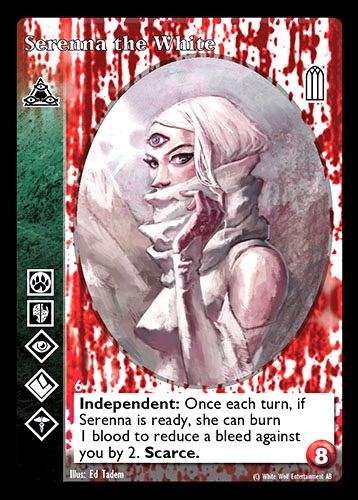 Serenna the White
6
Independent: Once each turn, if
Serenna is ready, she can burn
1 blood to reduce a bleed against
you by 2. Scarce.
8
Illus: Ed Tadem
(C) White Wolf Entertainment AB